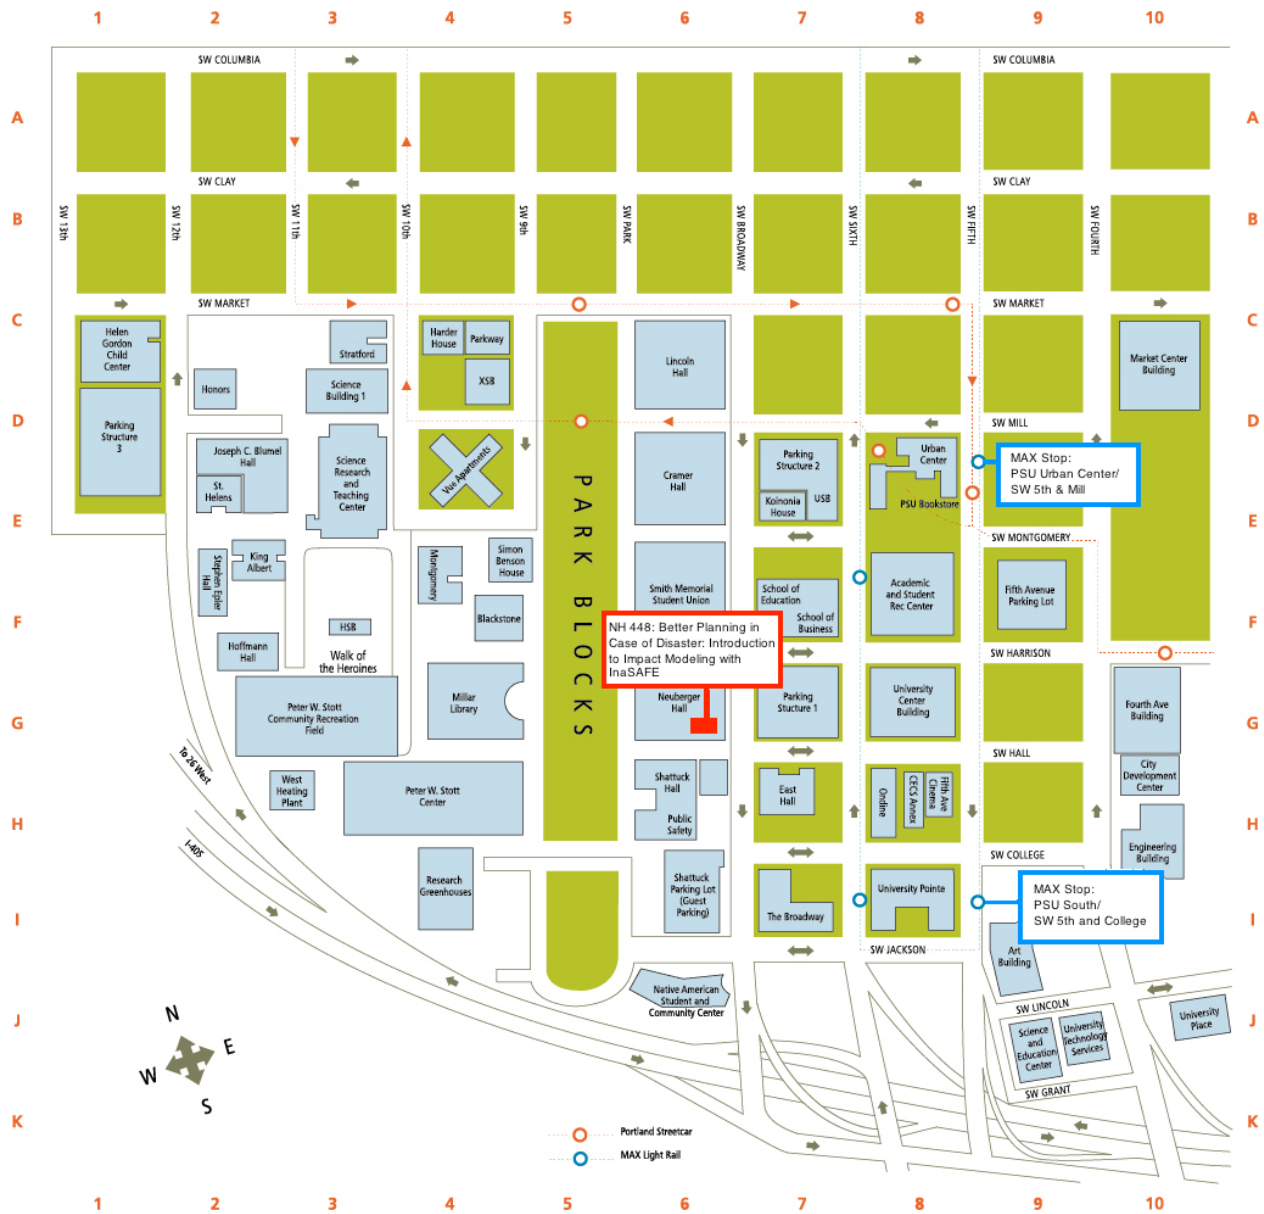 1 2 3 4 5 6 7 8 9 10
SW COLUMBIA
SW COLUMBIA
A
A
SW CLAY
SW CLAY
B
B
SW 13th
SW 12th
SW 11th
SW 10th
SW 9th
SW PARK
SW BROADWAY
SW SIXTH
SW FIFTH
SW FOURTH
SW MARKET
SW MARKET
C
C
Helen
Gordon
Child
Center
Stratford
Harder
House
Parkway
XSB
Lincoln
Hall
Market Center
Building
Honors
Science
Building 1
D
D
SW MILL
Parking
Structure
3
Joseph C. Blumel
Hall
St.
Helens
Science
Research
and
Teaching
Center
Vue Apartments
PARK BLOCKS
Cramer
Hall
Parking
Structure 2
Koinonia
House
USB
Urban
Center
PSU Bookstore
MAX Stop:
PSU Urban Center/
SW 5th & Mill
E
E
SW MONTGOMERY
Stephen Epler
Hall
King
Albert
Montgomery
Simon
Benson
House
Smith Memorial
Student Union
School of
Education
School of
Business
Academic
and Student
Rec Center
Fifth Avenue
Parking Lot
F
F
Blackstone
HSB
Hoffmann
Hall
Walk of
the Heroines
NH 448: Better Planning in
Case of Disaster: Introduction
to Impact Modeling with
InaSAFE
SW HARRISON
Millar
Library
Neuberger
Hall
Parking
Stucture 1
University
Center
Building
Fourth Ave
Building
G
G
Peter W. Stott
Community Recreation
Field
To 26 West
SW HALL
West
Heating
Plant
Peter W. Stott
Center
Shattuck
Hall
Public
Safety
East
Hall
Ondine
CECS Annex
Fifth Ave
Cinema
City
Development
Center
H
H
I-405
SW COLLEGE
Engineering
Building
Research
Greenhouses
Shattuck
Parking Lot
(Guest
Parking)
The Broadway
University Pointe
MAX Stop:
PSU South/
SW 5th and College
I
I
SW JACKSON
Art
Building
Native American
Student and
Community Center
SW LINCOLN
University
Place
J
J
Science
and
Education
Center
University
Technology
Services
N
E
W
S
SW GRANT
K
K
Portland Streetcar
MAX Light Rail
1 2 3 4 5 6 7 8 9 10